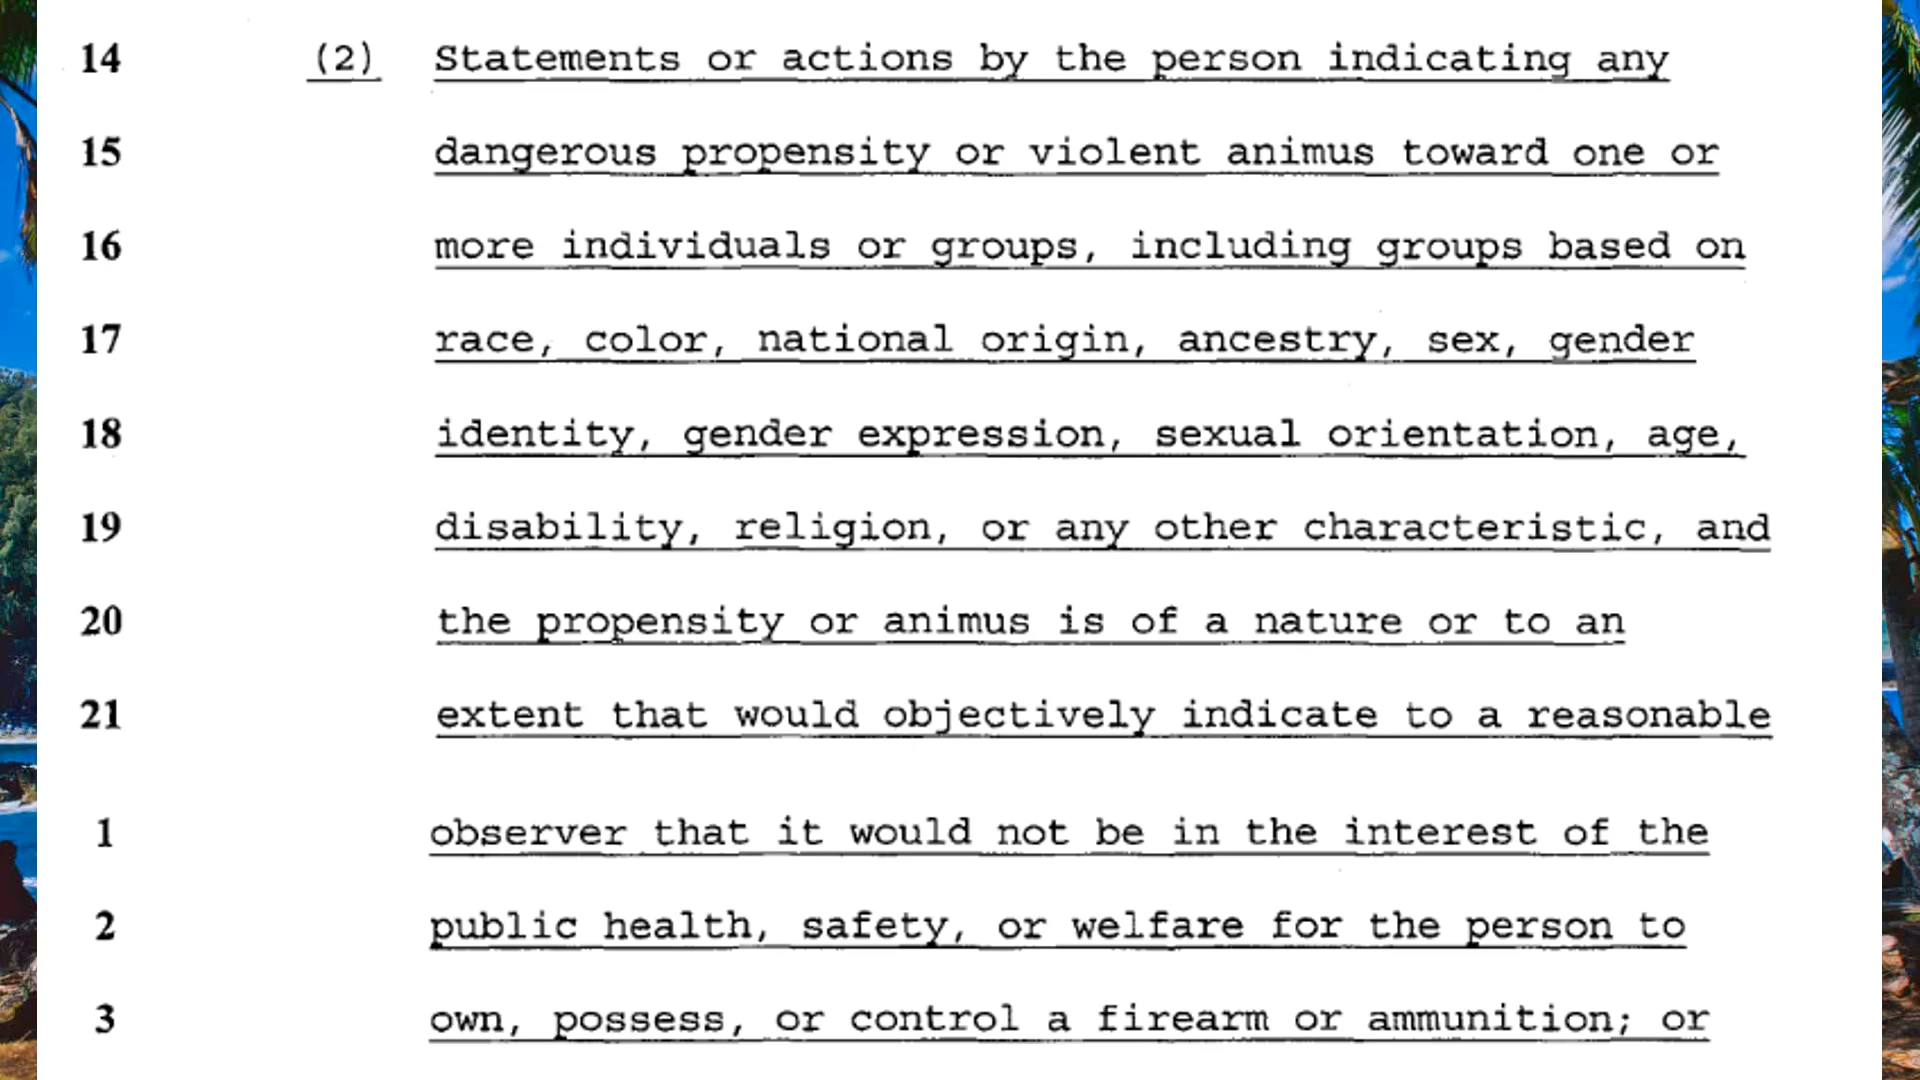 14 (2) Statements or actions by the person indicating any
15 dangerous propensity or violent animus toward one or
16 more individuals or groups, including groups based on
17 race, color, national origin, ancestry, sex, gender
18 identity, gender expression, sexual orientation, age,
19 disability, religion, or any other characteristic, and
20 the propensity or animus is of a nature or to an
21 extent that would objectively indicate to a reasonable
1 observer that it would not be in the interest of the
2 public health, safety, or welfare for the person to
3 own, possess, or control a firearm or ammunition; or